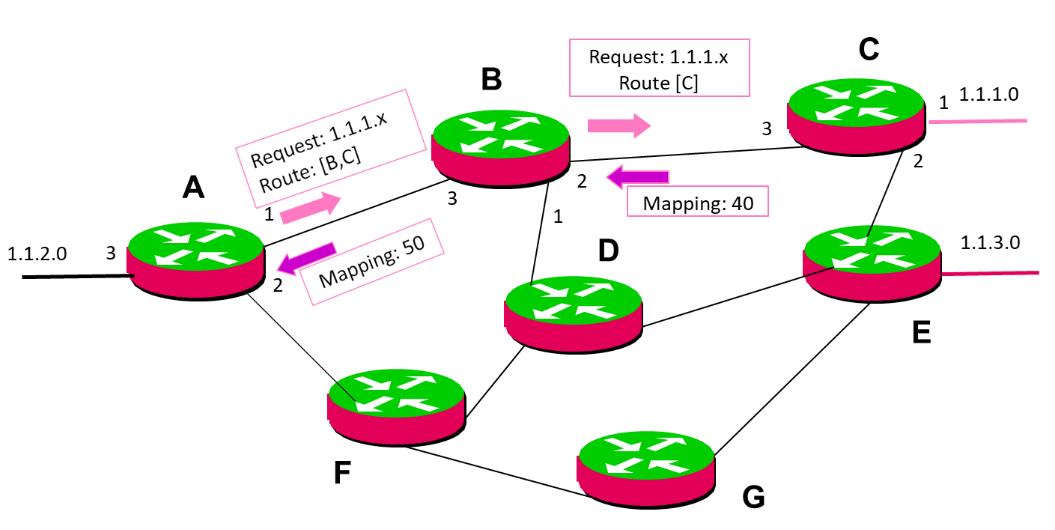 C
Request: 1.1.1.x
Route [C]
B
1 1.1.1.0
3
Request: 1.1.1.x
Route: [B,C]
2
2
Mapping: 40
A
3
1
1
D
1.1.3.0
1.1.2.0 3
Mapping: 50
2
E
F
G